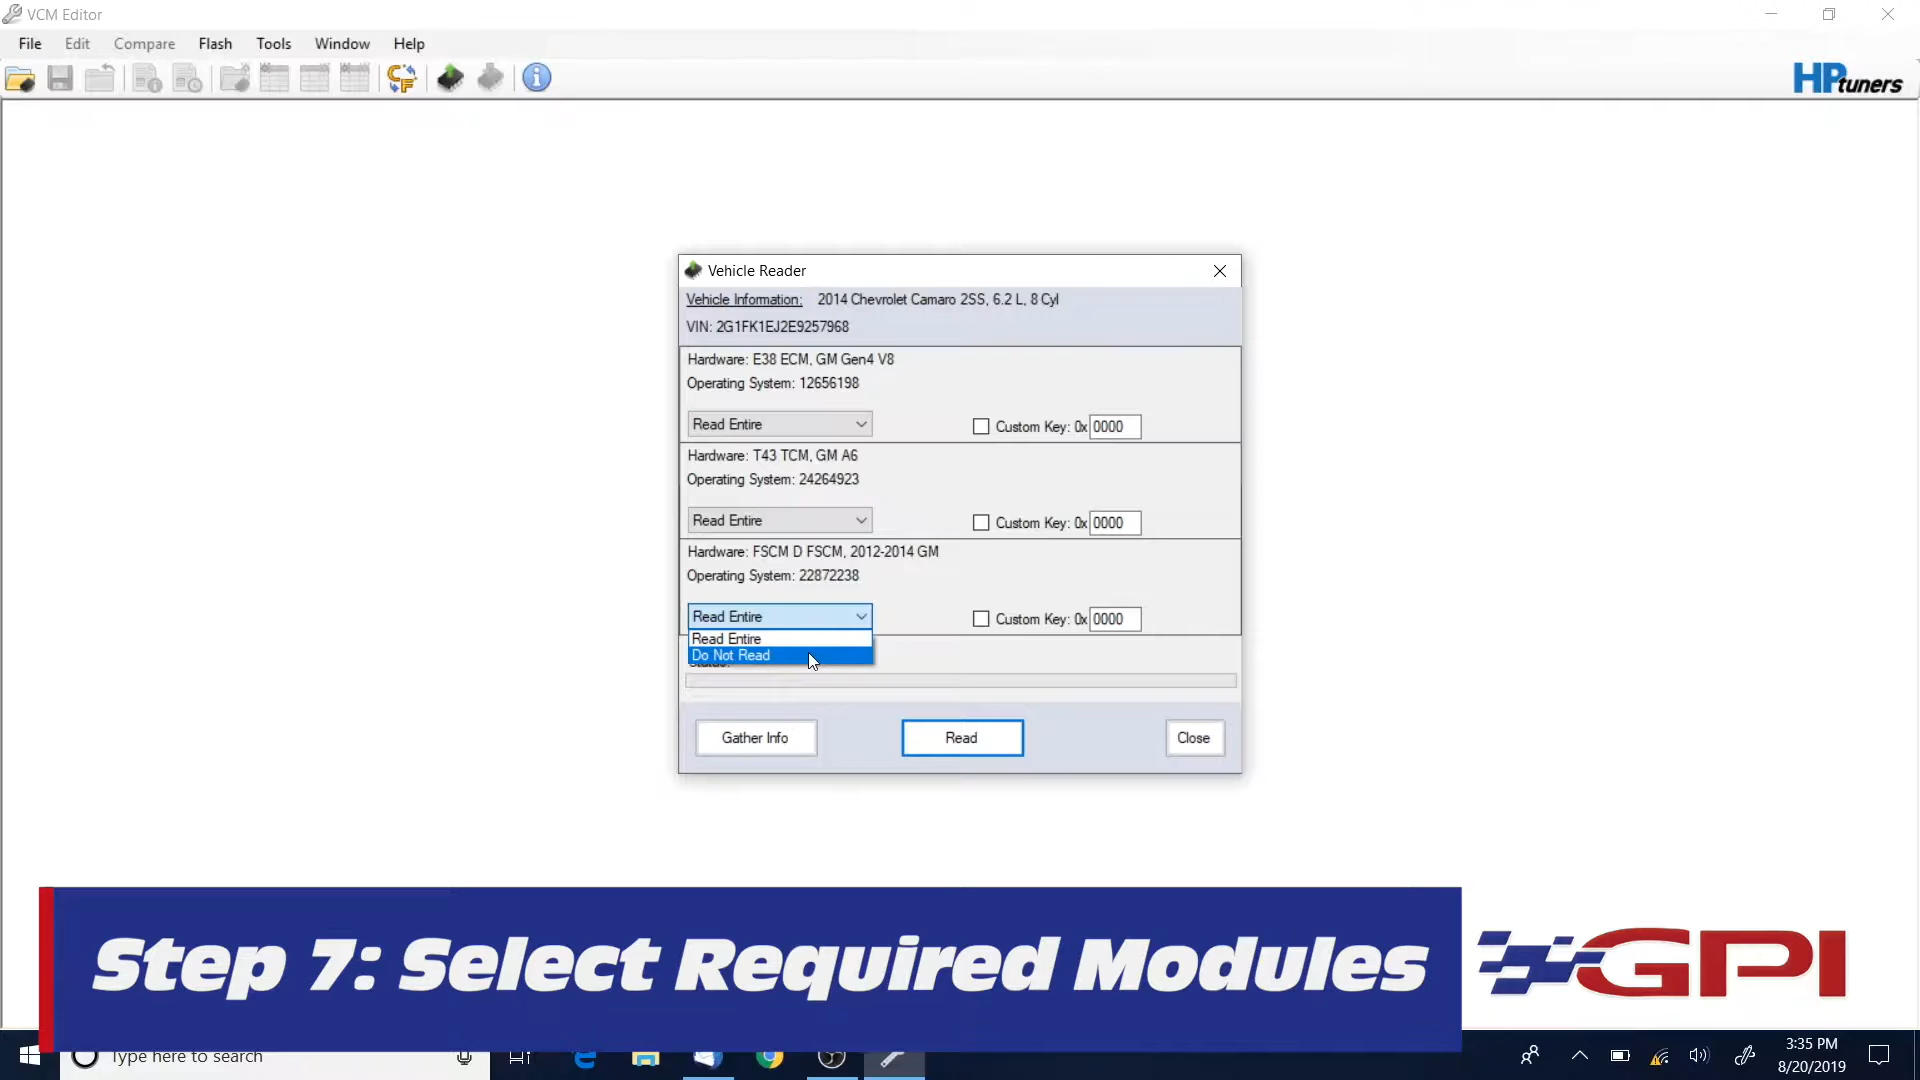 VCM Editor
File Edit Compare Flash Tools Window Help
HPtuners
Vehicle Reader
Vehicle Information: 2014 Chevrolet Camaro 2SS, 6.2 L, 8 Cyl
VIN: 2G1FK1EJ2E9257968
Hardware: E38 ECM, GM Gen4 V8
Operating System: 12656198
Read Entire Custom Key: 0x 0000
Hardware: T43 TCM, GM A6
Operating System: 24264923
Read Entire Custom Key: 0x 0000
Hardware: FSCM D FSCM, 2012-2014 GM
Operating System: 22872238
Read Entire Custom Key: 0x 0000
Read Entire
Do Not Read
Status:
Gather Info Read Close
Step 7: Select Required Modules
GPI
Type here to search
3:35 PM
8/20/2019